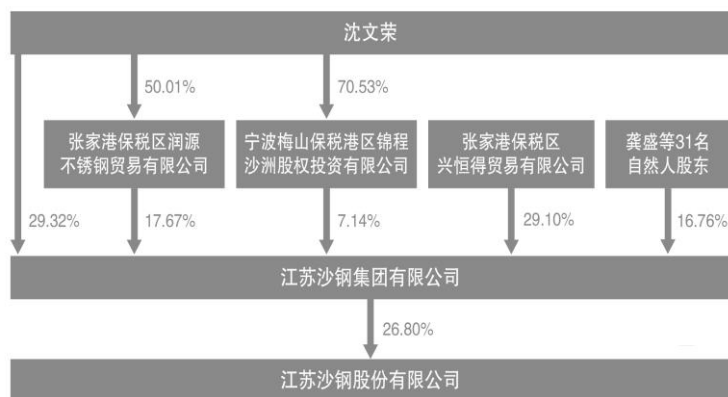 沈文荣
50.01%
70.53%
张家港保税区润源
不锈钢贸易有限公司
宁波梅山保税港区锦程
沙洲股权投资有限公司
张家港保税区
兴恒得贸易有限公司
龚盛等31名
自然人股东
29.32%
17.67%
7.14%
29.10%
16.76%
江苏沙钢集团有限公司
26.80%
江苏沙钢股份有限公司